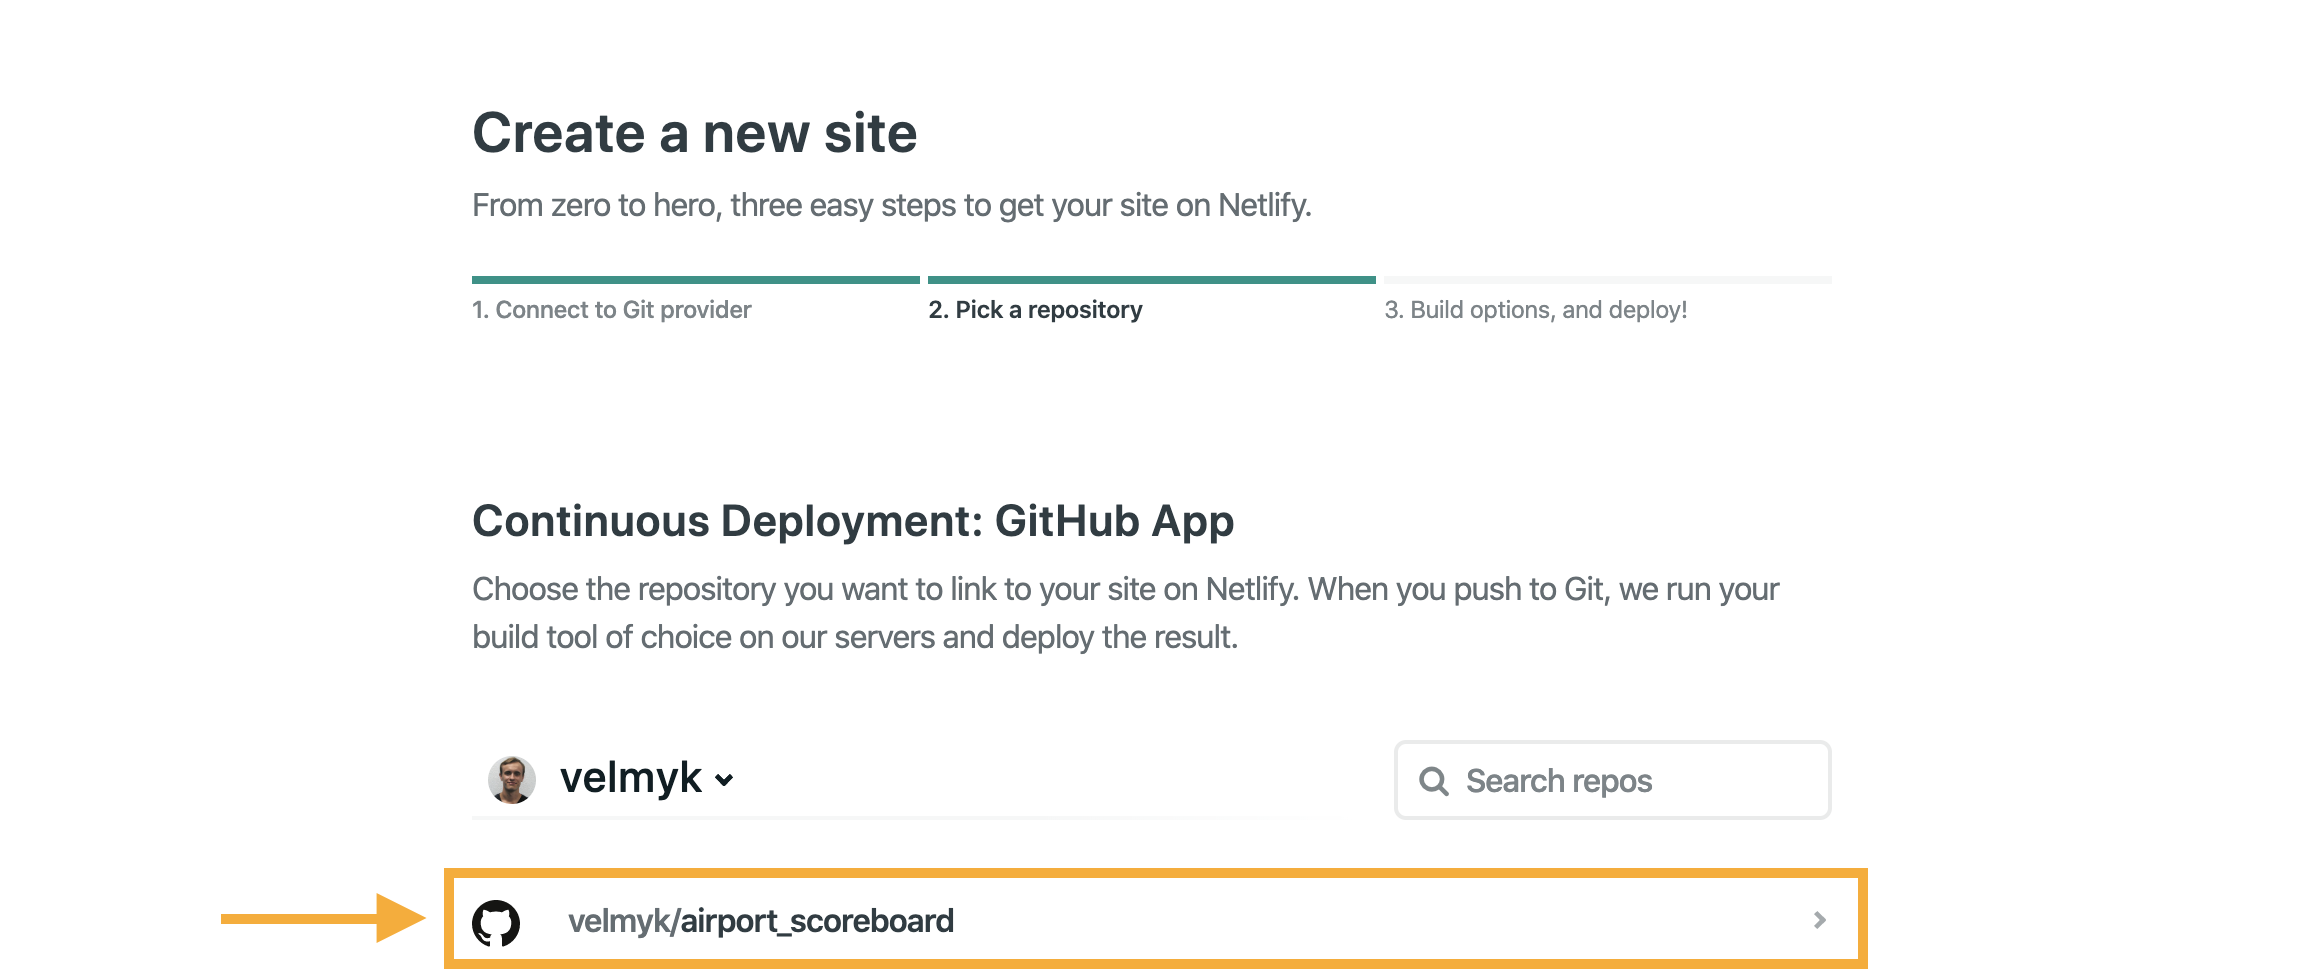 Create a new site
From zero to hero, three easy steps to get your site on Netlify.
1. Connect to Git provider
2. Pick a repository
3. Build options, and deploy!
Continuous Deployment: GitHub App
Choose the repository you want to link to your site on Netlify. When you push to Git, we run your
build tool of choice on our servers and deploy the result.
velmyk
Search repos
velmyk/airport_scoreboard